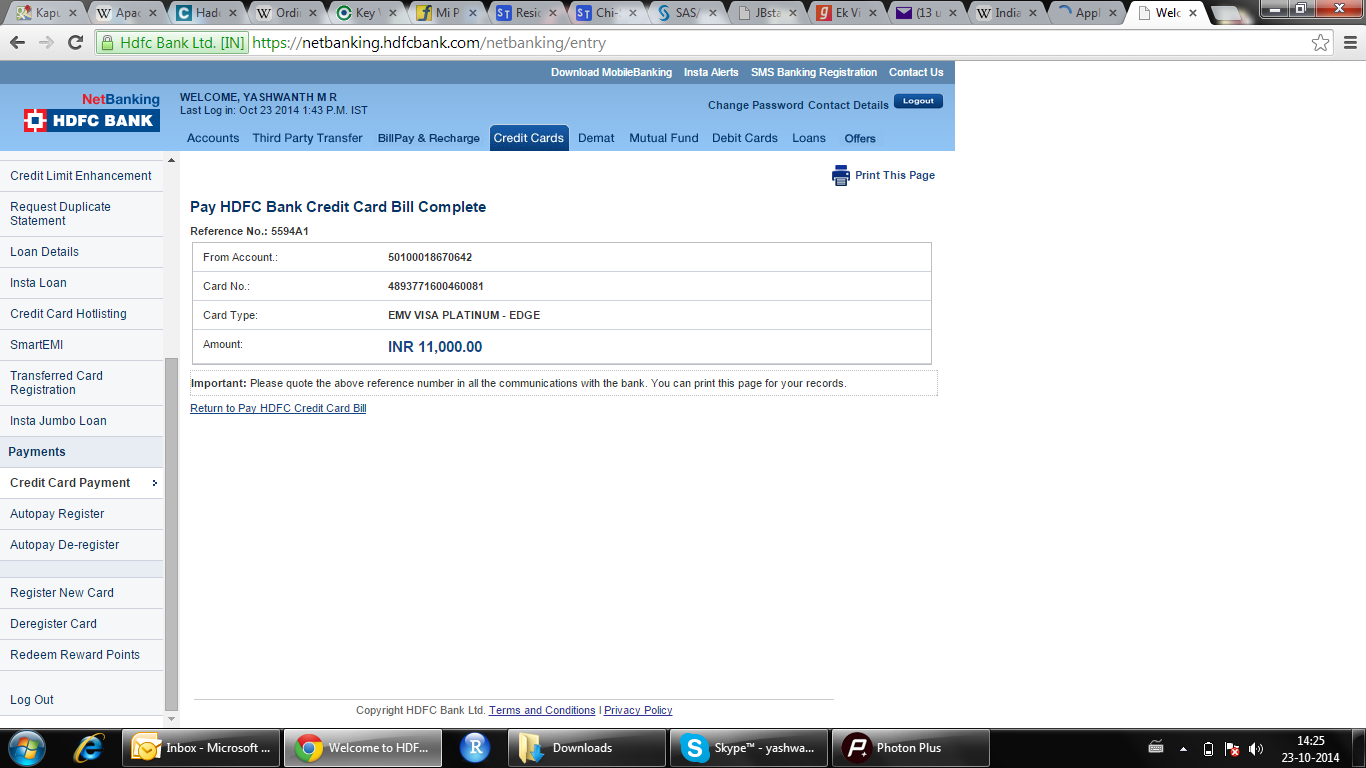 Kapu
Apac
Hado
Ordi
Key
Mi P
Resid
Chi-
SAS/
JBsta
Ek Vi
(13 u
India
Appl
Welc
Hdfc Bank Ltd. [IN] https://netbanking.hdfcbank.com/netbanking/entry
Download MobileBanking Insta Alerts SMS Banking Registration Contact Us
NetBanking
HDFC BANK
WELCOME, YASHWANTH M R
Last Log in: Oct 23 2014 1:43 P.M. IST
Change Password Contact Details Logout
Accounts Third Party Transfer BillPay & Recharge Credit Cards Demat Mutual Fund Debit Cards Loans Offers
Credit Limit Enhancement
Request Duplicate
Statement
Loan Details
Insta Loan
Credit Card Hotlisting
SmartEMI
Transferred Card
Registration
Insta Jumbo Loan
Payments
Credit Card Payment
Autopay Register
Autopay De-register
Register New Card
Deregister Card
Redeem Reward Points
Log Out
Print This Page
Pay HDFC Bank Credit Card Bill Complete
Reference No.: 5594A1
From Account.: 50100018670642
Card No.: 4893771600460081
Card Type: EMV VISA PLATINUM - EDGE
Amount: INR 11,000.00
Important: Please quote the above reference number in all the communications with the bank. You can print this page for your records.
Return to Pay HDFC Credit Card Bill
Copyright HDFC Bank Ltd. Terms and Conditions | Privacy Policy
Inbox - Microsoft ...
Welcome to HDF...
Downloads
Skype™ - yashwa...
Photon Plus
14:25
23-10-2014